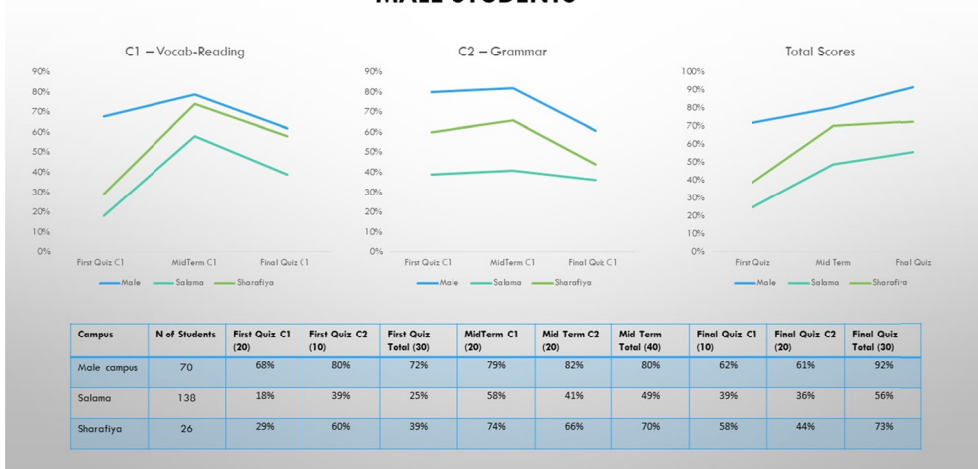 MALE STUDENTS
C1 – Vocab-Reading
90%
80%
70%
60%
50%
40%
30%
20%
10%
0%
First Quiz C1 MidTerm C1 Final Quiz C1
Male Salama Sharafiya
C2 – Grammar
90%
80%
70%
60%
50%
40%
30%
20%
10%
0%
First Quiz C1 MidTerm C1 Final Quiz C1
Male Salama Sharafiya
Total Scores
100%
90%
80%
70%
60%
50%
40%
30%
20%
10%
0%
First Quiz Mid Term Final Quiz
Male Salama Sharafiya
Campus N of Students First Quiz C1 (20) First Quiz C2 (10) First Quiz Total (30) MidTerm C1 (20) Mid Term C2 (20) Mid Term Total (40) Final Quiz C1 (10) Final Quiz C2 (20) Final Quiz Total (30)
Male campus 70 68% 80% 72% 79% 82% 80% 62% 61% 92%
Salama 138 18% 39% 25% 58% 41% 49% 39% 36% 56%
Sharafiya 26 29% 60% 39% 74% 66% 70% 58% 44% 73%